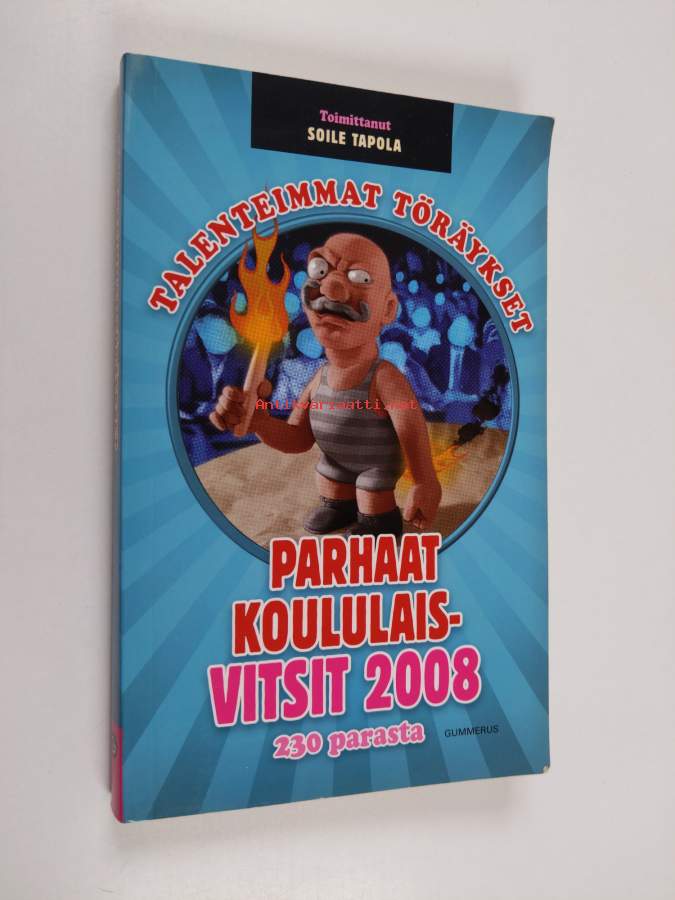 Toimittanut
SOILE TAPOLA
TALENTEIMMAT TÖRÄYKSET
Antikvariaatti.net
PARHAAT
KOULULAIS-
VITSIT 2008
230 parasta
GUMMERUS